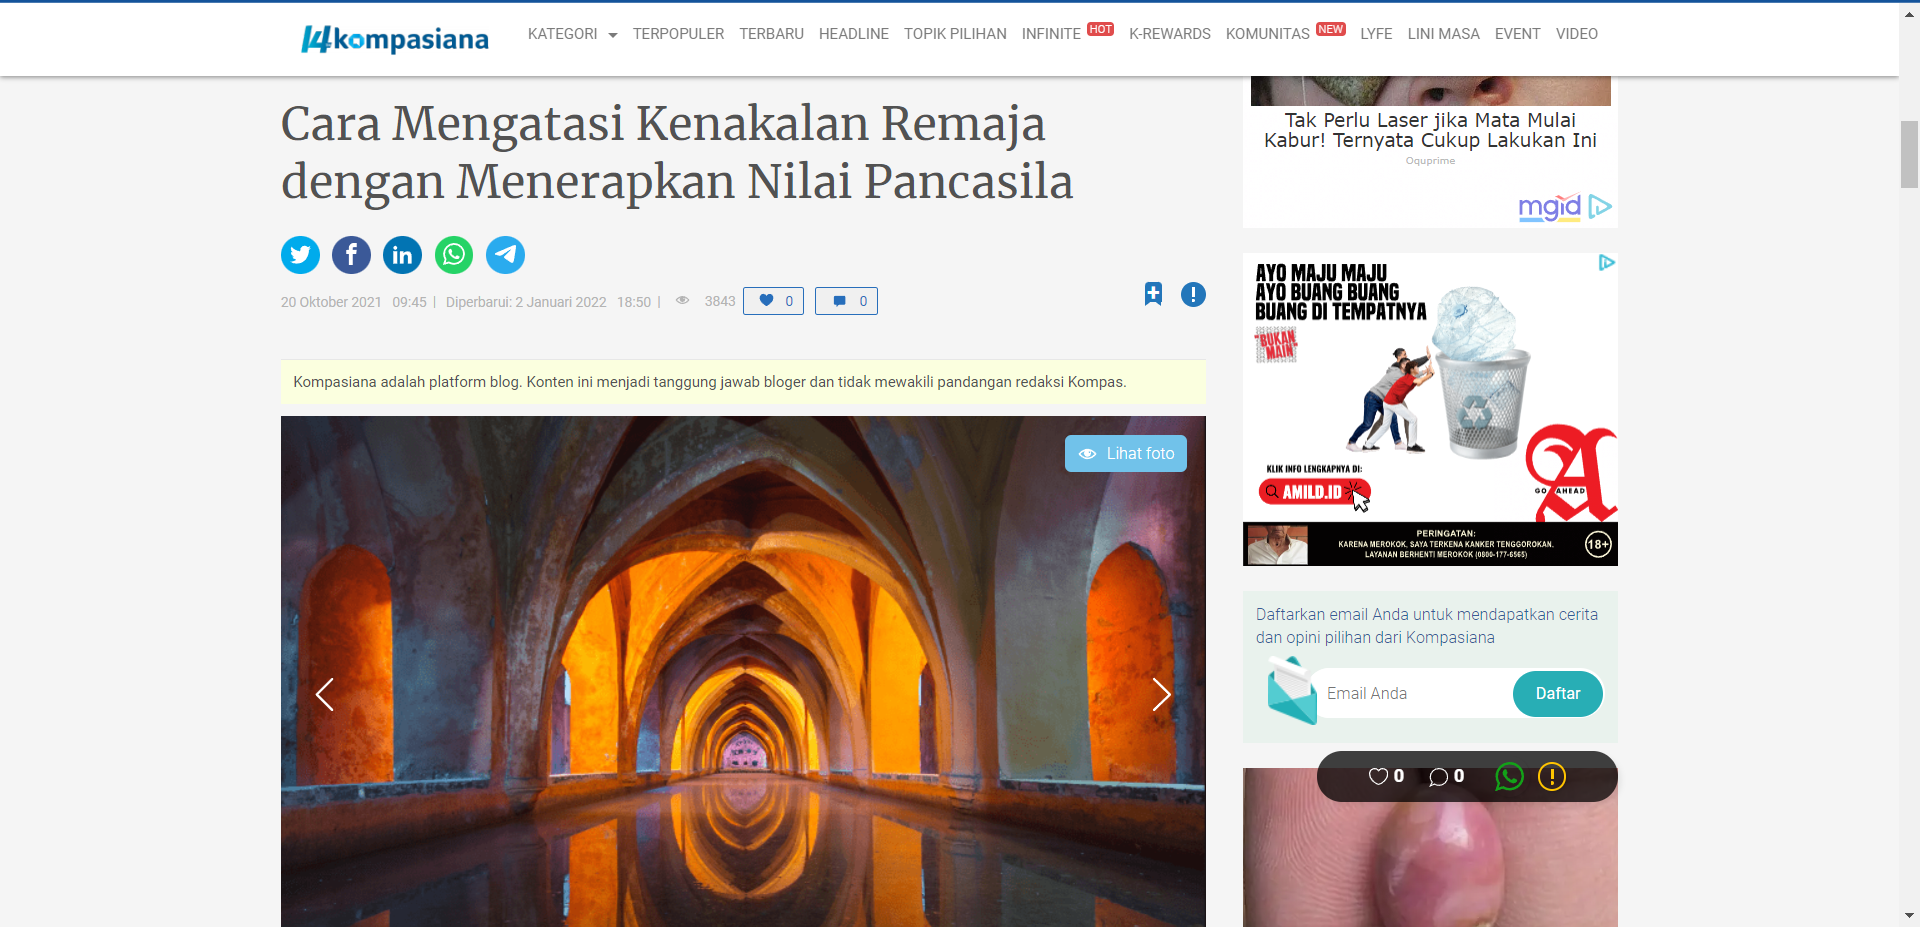 14kompasiana
KATEGORI
TERPOPULER
TERBARU
HEADLINE
TOPIK PILIHAN
INFINITE HOT
K-REWARDS
KOMUNITAS NEW
LYFE
LINI MASA
EVENT
VIDEO
Cara Mengatasi Kenakalan Remaja
dengan Menerapkan Nilai Pancasila
20 Oktober 2021 09:45 | Diperbarui: 2 Januari 2022 18:50 | 3843 0 0
Kompasiana adalah platform blog. Konten ini menjadi tanggung jawab bloger dan tidak mewakili pandangan redaksi Kompas.
Lihat foto
Tak Perlu Laser jika Mata Mulai
Kabur! Ternyata Cukup Lakukan Ini
Oquprime
mgid
AYO MAJU MAJU
AYO BUANG BUANG
BUANG DI TEMPATNYA
"BUKAN
MAIN"
KLIK INFO LENGKAPNYA DI:
AMILD.ID
A
GO AHEAD
PERINGATAN:
KARENA MEROKOK, SAYA TERKENA KANKER TENGGOROKAN.
LAYANAN BERHENTI MEROKOK (0800-177-6565)
18+
Daftarkan email Anda untuk mendapatkan cerita
dan opini pilihan dari Kompasiana
Email Anda
Daftar
0 0